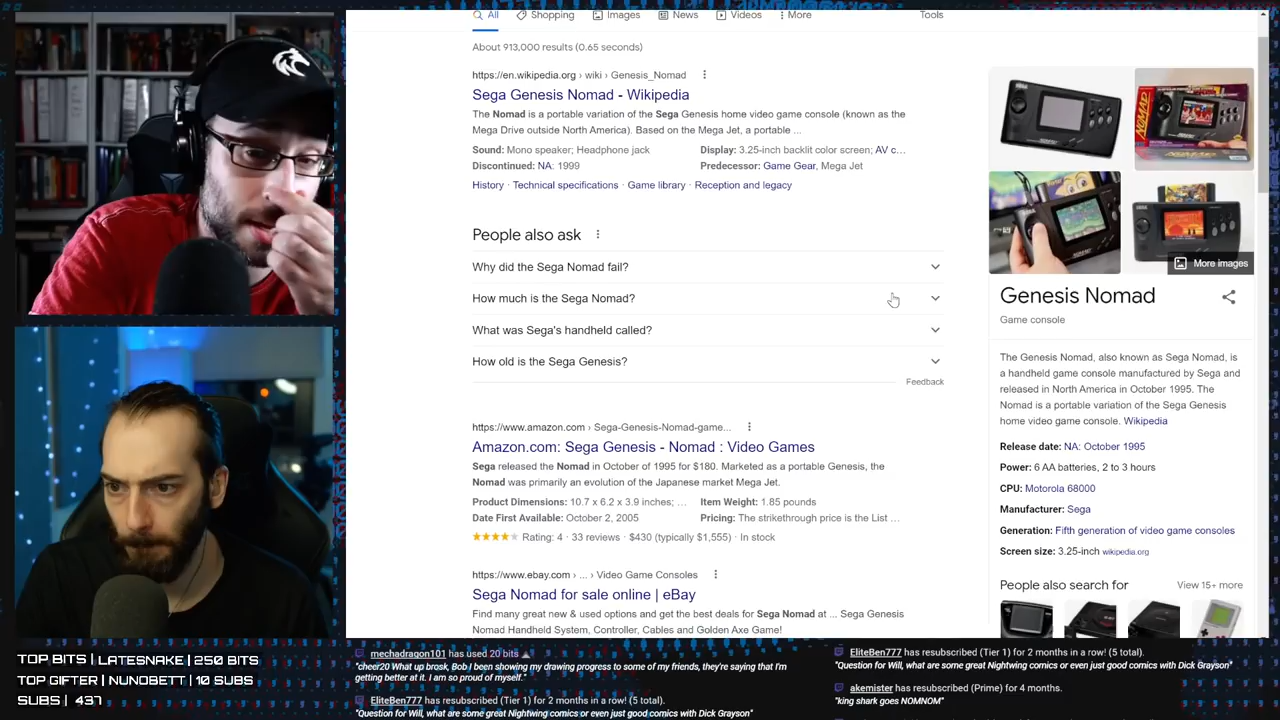 All Shopping Images News Videos More Tools
About 913,000 results (0.65 seconds)
https://en.wikipedia.org › wiki › Genesis_Nomad
Sega Genesis Nomad - Wikipedia
The Nomad is a portable variation of the Sega Genesis home video game console (known as the
Mega Drive outside North America). Based on the Mega Jet, a portable ...
Sound: Mono speaker; Headphone jack
Display: 3.25-inch backlit color screen; AV c...
Discontinued: NA: 1999
Predecessor: Game Gear, Mega Jet
History · Technical specifications · Game library · Reception and legacy
People also ask
Why did the Sega Nomad fail?
How much is the Sega Nomad?
What was Sega's handheld called?
How old is the Sega Genesis?
Feedback
https://www.amazon.com › Sega-Genesis-Nomad-game...
Amazon.com: Sega Genesis - Nomad : Video Games
Sega released the Nomad in October of 1995 for $180. Marketed as a portable Genesis, the
Nomad was primarily an evolution of the Japanese market Mega Jet.
Product Dimensions: 10.7 x 6.2 x 3.9 inches; ...
Item Weight: 1.85 pounds
Date First Available: October 2, 2005
Pricing: The strikethrough price is the List ...
Rating: 4 · 33 reviews · $430 (typically $1,555) · In stock
https://www.ebay.com › ... › Video Game Consoles
Sega Nomad for sale online | eBay
Find many great new & used options and get the best deals for Sega Nomad at ... Sega Genesis
Nomad Handheld System, Controller, Cables and Golden Axe Game!
NOMAD
More images
Genesis Nomad
Game console
The Genesis Nomad, also known as Sega Nomad, is
a handheld game console manufactured by Sega and
released in North America in October 1995. The
Nomad is a portable variation of the Sega Genesis
home video game console. Wikipedia
Release date: NA: October 1995
Power: 6 AA batteries, 2 to 3 hours
CPU: Motorola 68000
Manufacturer: Sega
Generation: Fifth generation of video game consoles
Screen size: 3.25-inch wikipedia.org
People also search for
View 15+ more
TOP BITS | LATESNAKE | 250 BITS
TOP GIFTER | NUNOBETT | 10 SUBS
SUBS | 437
mechadragon101 has used 20 bits
"cheer20 What up brosk, Bob I been showing my drawing progress to some of my friends, they're saying that I'm
getting better at it. I am so proud of myself."
EliteBen777 has resubscribed (Tier 1) for 2 months in a row! (5 total).
"Question for Will, what are some great Nightwing comics or even just good comics with Dick Grayson"
EliteBen777 has resubscribed (Tier 1) for 2 months in a row! (5 total).
"Question for Will, what are some great Nightwing comics or even just good comics with Dick Grayson"
akemister has resubscribed (Prime) for 4 months.
"king shark goes NOMNOM"